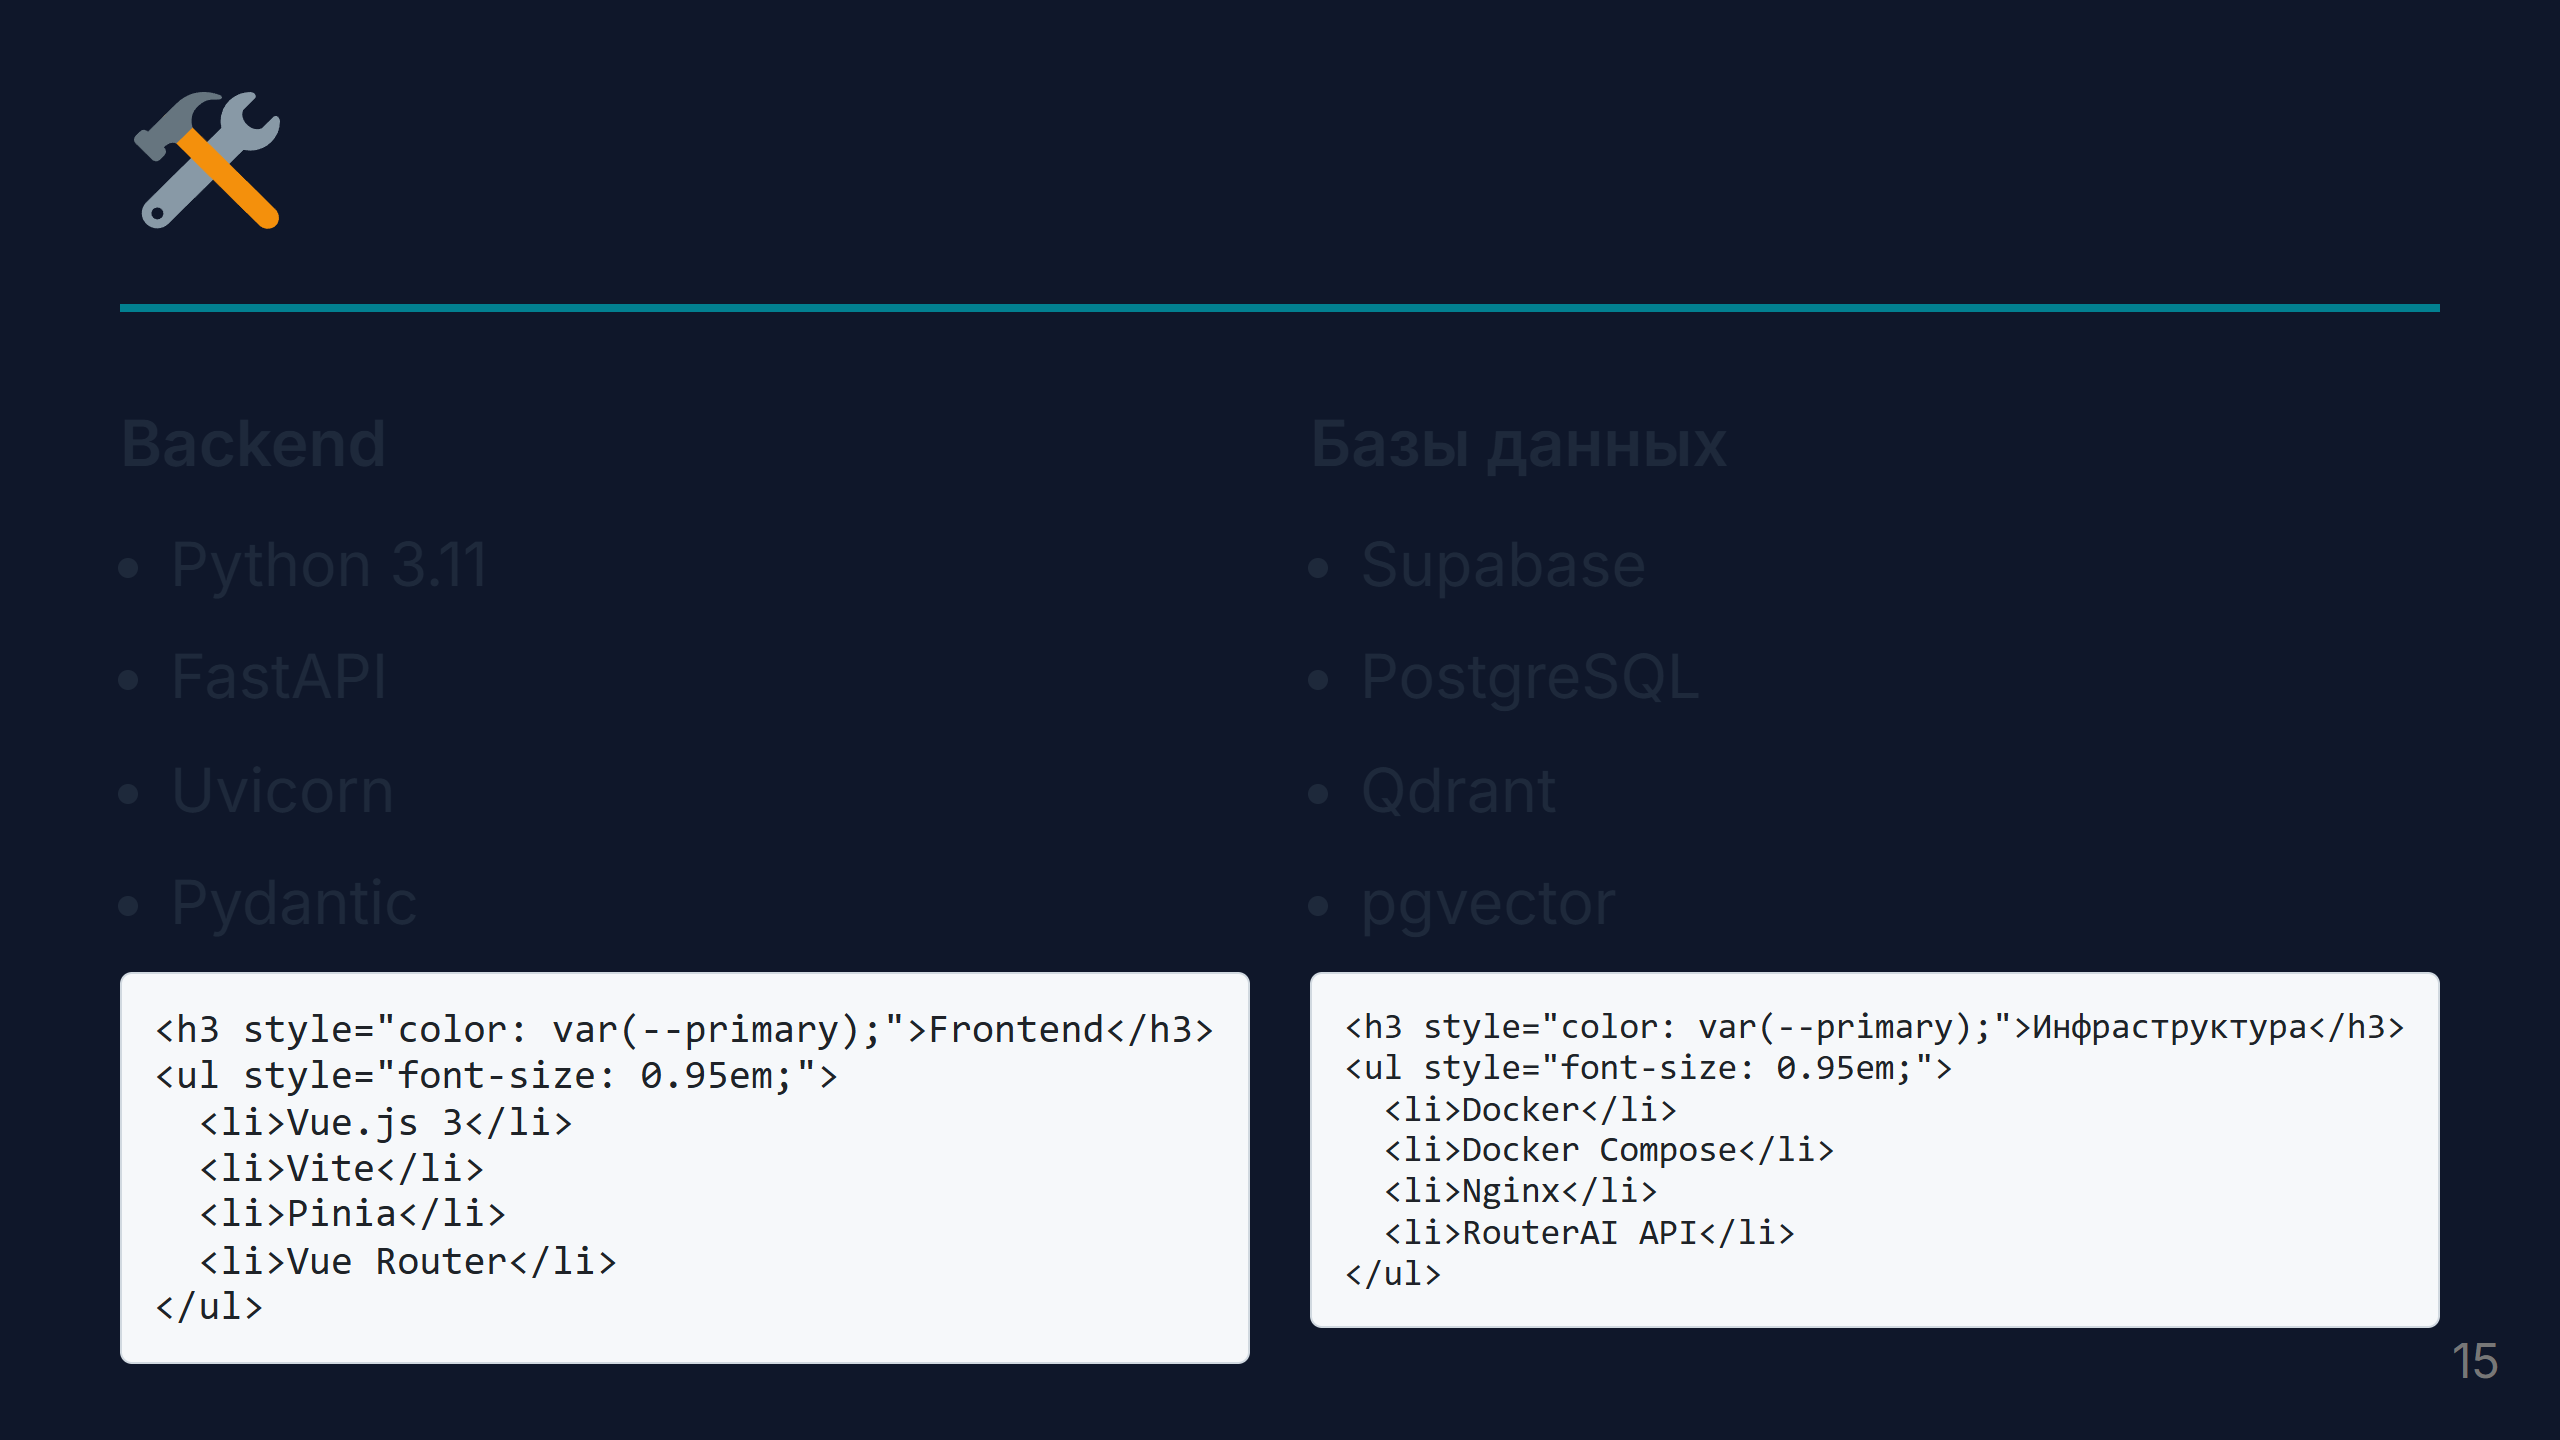 Backend
• Python 3.11
• FastAPI
• Uvicorn
• Pydantic
<h3 style="color: var(--primary);">Frontend</h3>
<ul style="font-size: 0.95em;">
  <li>Vue.js 3</li>
  <li>Vite</li>
  <li>Pinia</li>
  <li>Vue Router</li>
</ul>
Базы данных
• Supabase
• PostgreSQL
• Qdrant
• pgvector
<h3 style="color: var(--primary);">Инфраструктура</h3>
<ul style="font-size: 0.95em;">
  <li>Docker</li>
  <li>Docker Compose</li>
  <li>Nginx</li>
  <li>RouterAI API</li>
</ul>
15